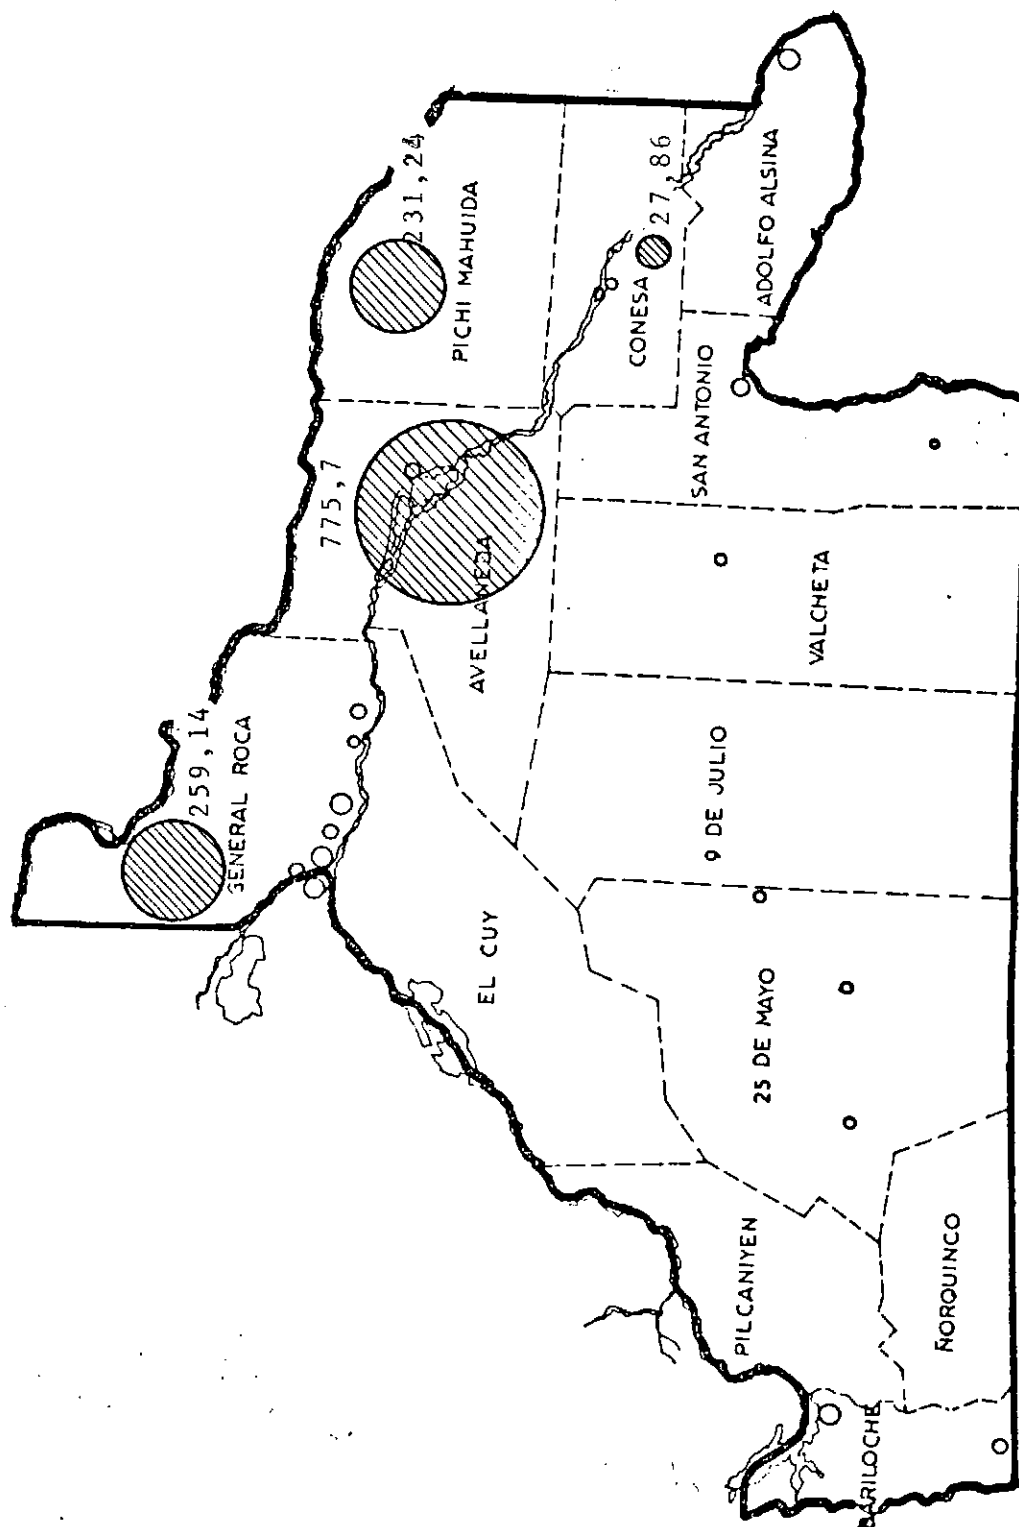 231,24
PICHI MAHUIDA
27,86
CONESA
ADOLFO ALSINA
SAN ANTONIO
775,7
AVELLANEDA
VALCHETA
259,14
GENERAL ROCA
9 DE JULIO
EL CUY
25 DE MAYO
PILCANIYEN
ÑORQUINCO
BARILOCHE